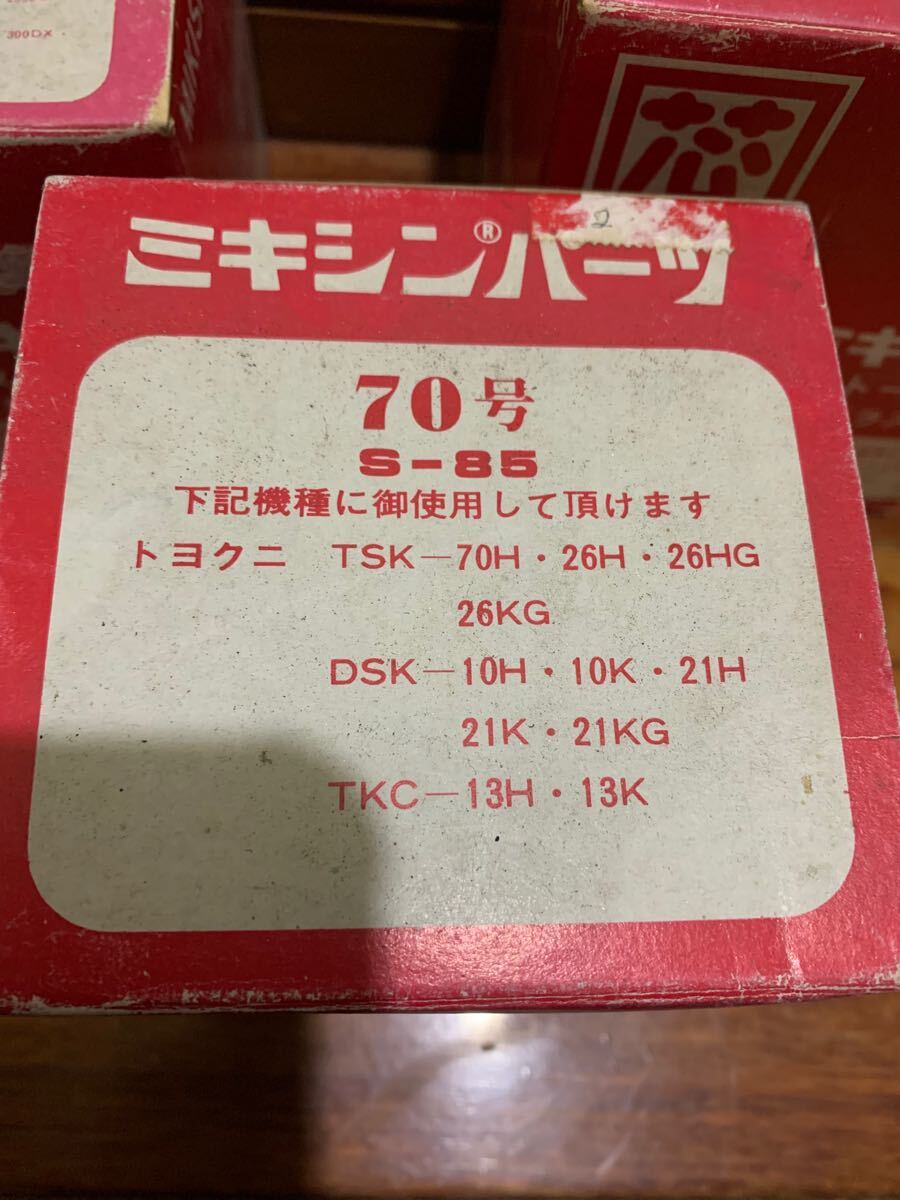 300DX・
ミキシン®パーツ
2
70号
S-85
下記機種に御使用して頂けます
トヨクニ TSK-70H・26H・26HG
26KG
DSK-10H・10K・21H
21K・21KG
TKC-13H・13K